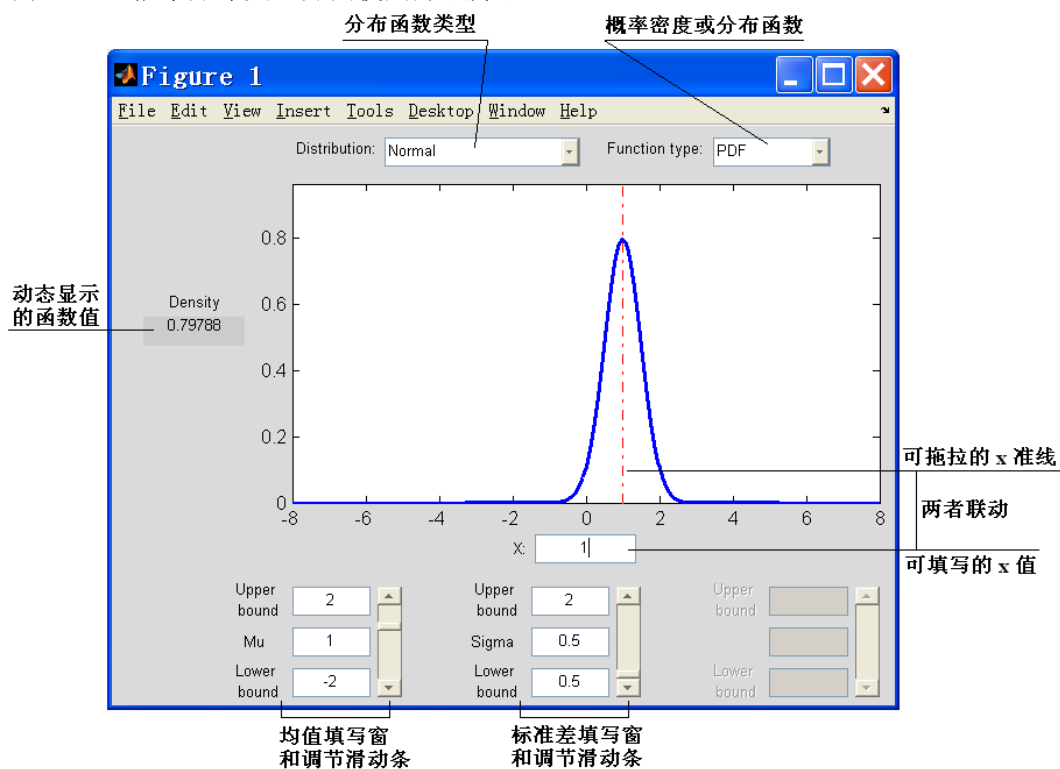 分布函数类型
概率密度或分布函数
Figure 1
File Edit View Insert Tools Desktop Window Help
Distribution: Normal
Function type: PDF
动态显示
的函数值
Density
0.79788
0.8
0.6
0.4
0.2
0
-8 -6 -4 -2 0 2 4 6 8
X: 1
可拖拉的 x 准线
两者联动
可填写的 x 值
Upper
bound
2
Mu
1
Lower
bound
-2
Upper
bound
2
Sigma
0.5
Lower
bound
0.5
Upper
bound
Lower
bound
均值填写窗
和调节滑动条
标准差填写窗
和调节滑动条